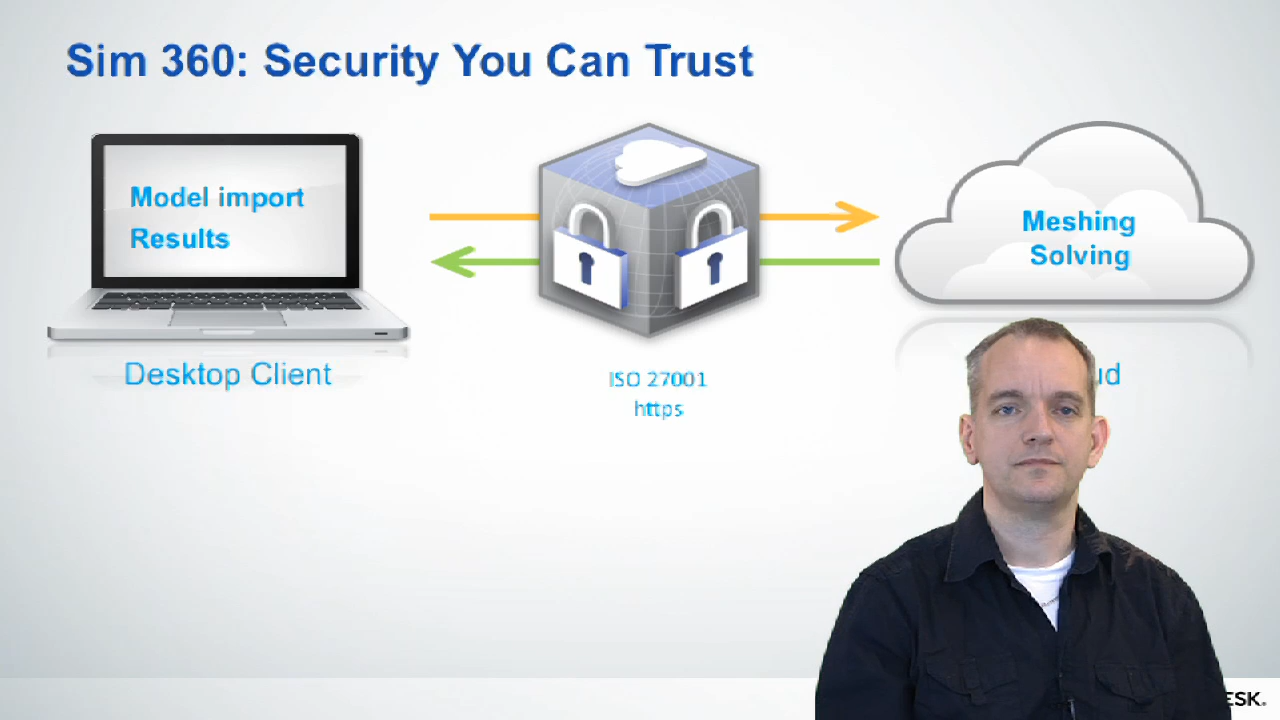 Sim 360: Security You Can Trust
Model import
Results
Meshing
Solving
Desktop Client
ISO 27001
https